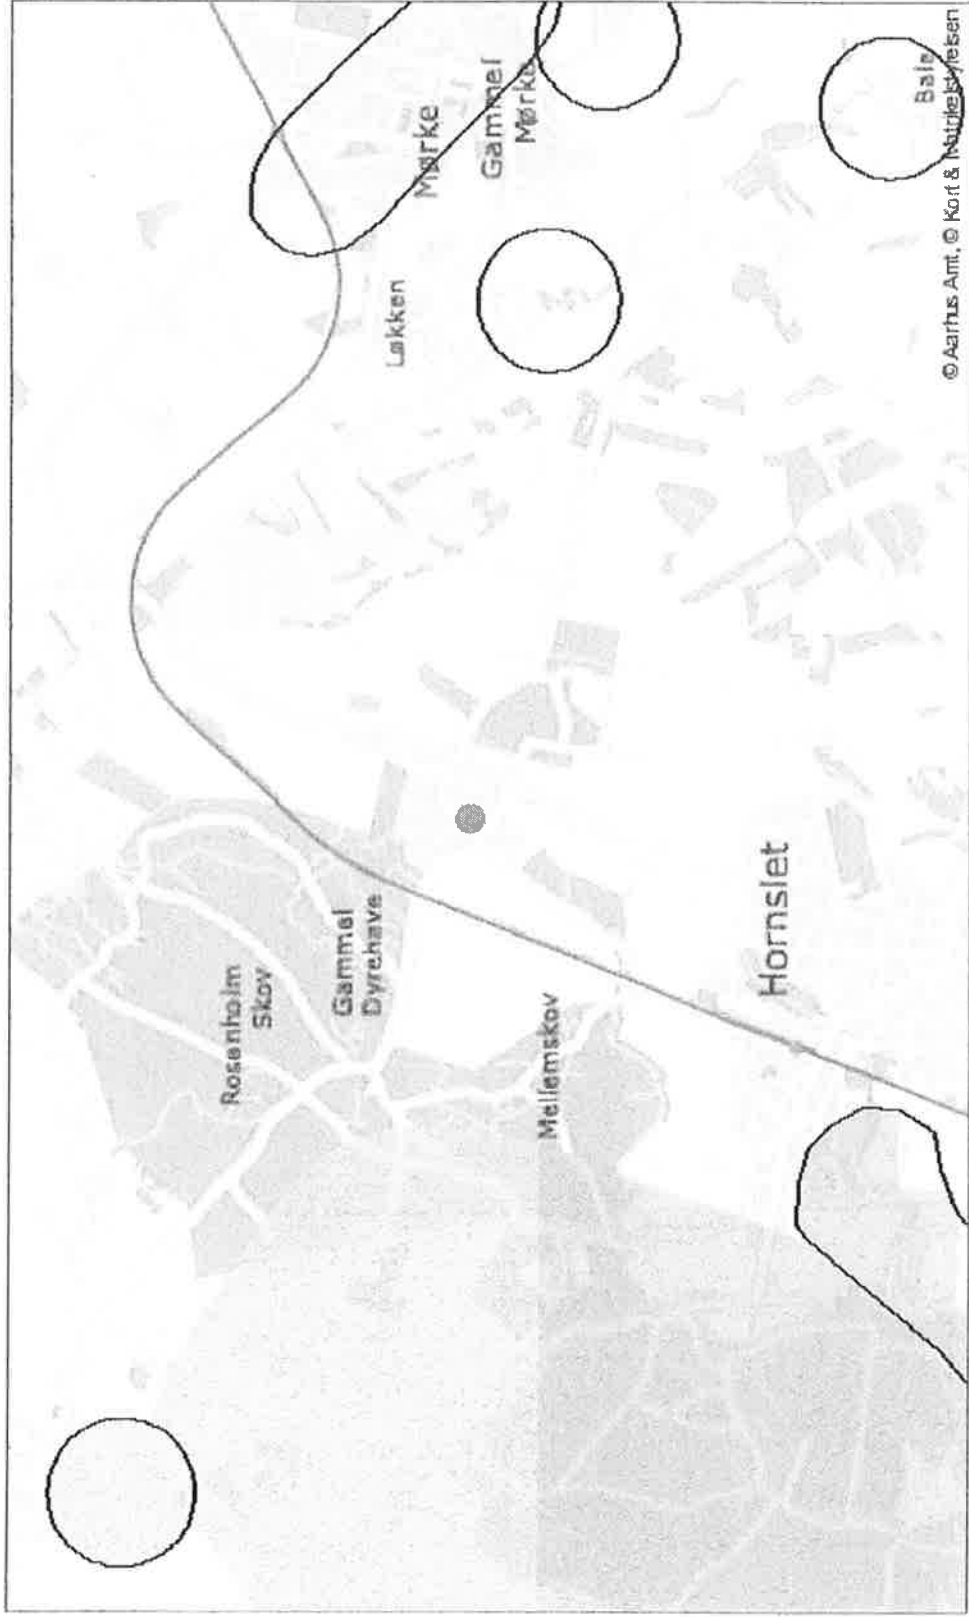 Rosenholm
Skov
Gammel
Dyrehave
Mellemskov
Hornslet
Løkken
Mørke
Gammel
Mørke
Bale
©Aarhus Amt, © Kort & Matrikelstyrelsen